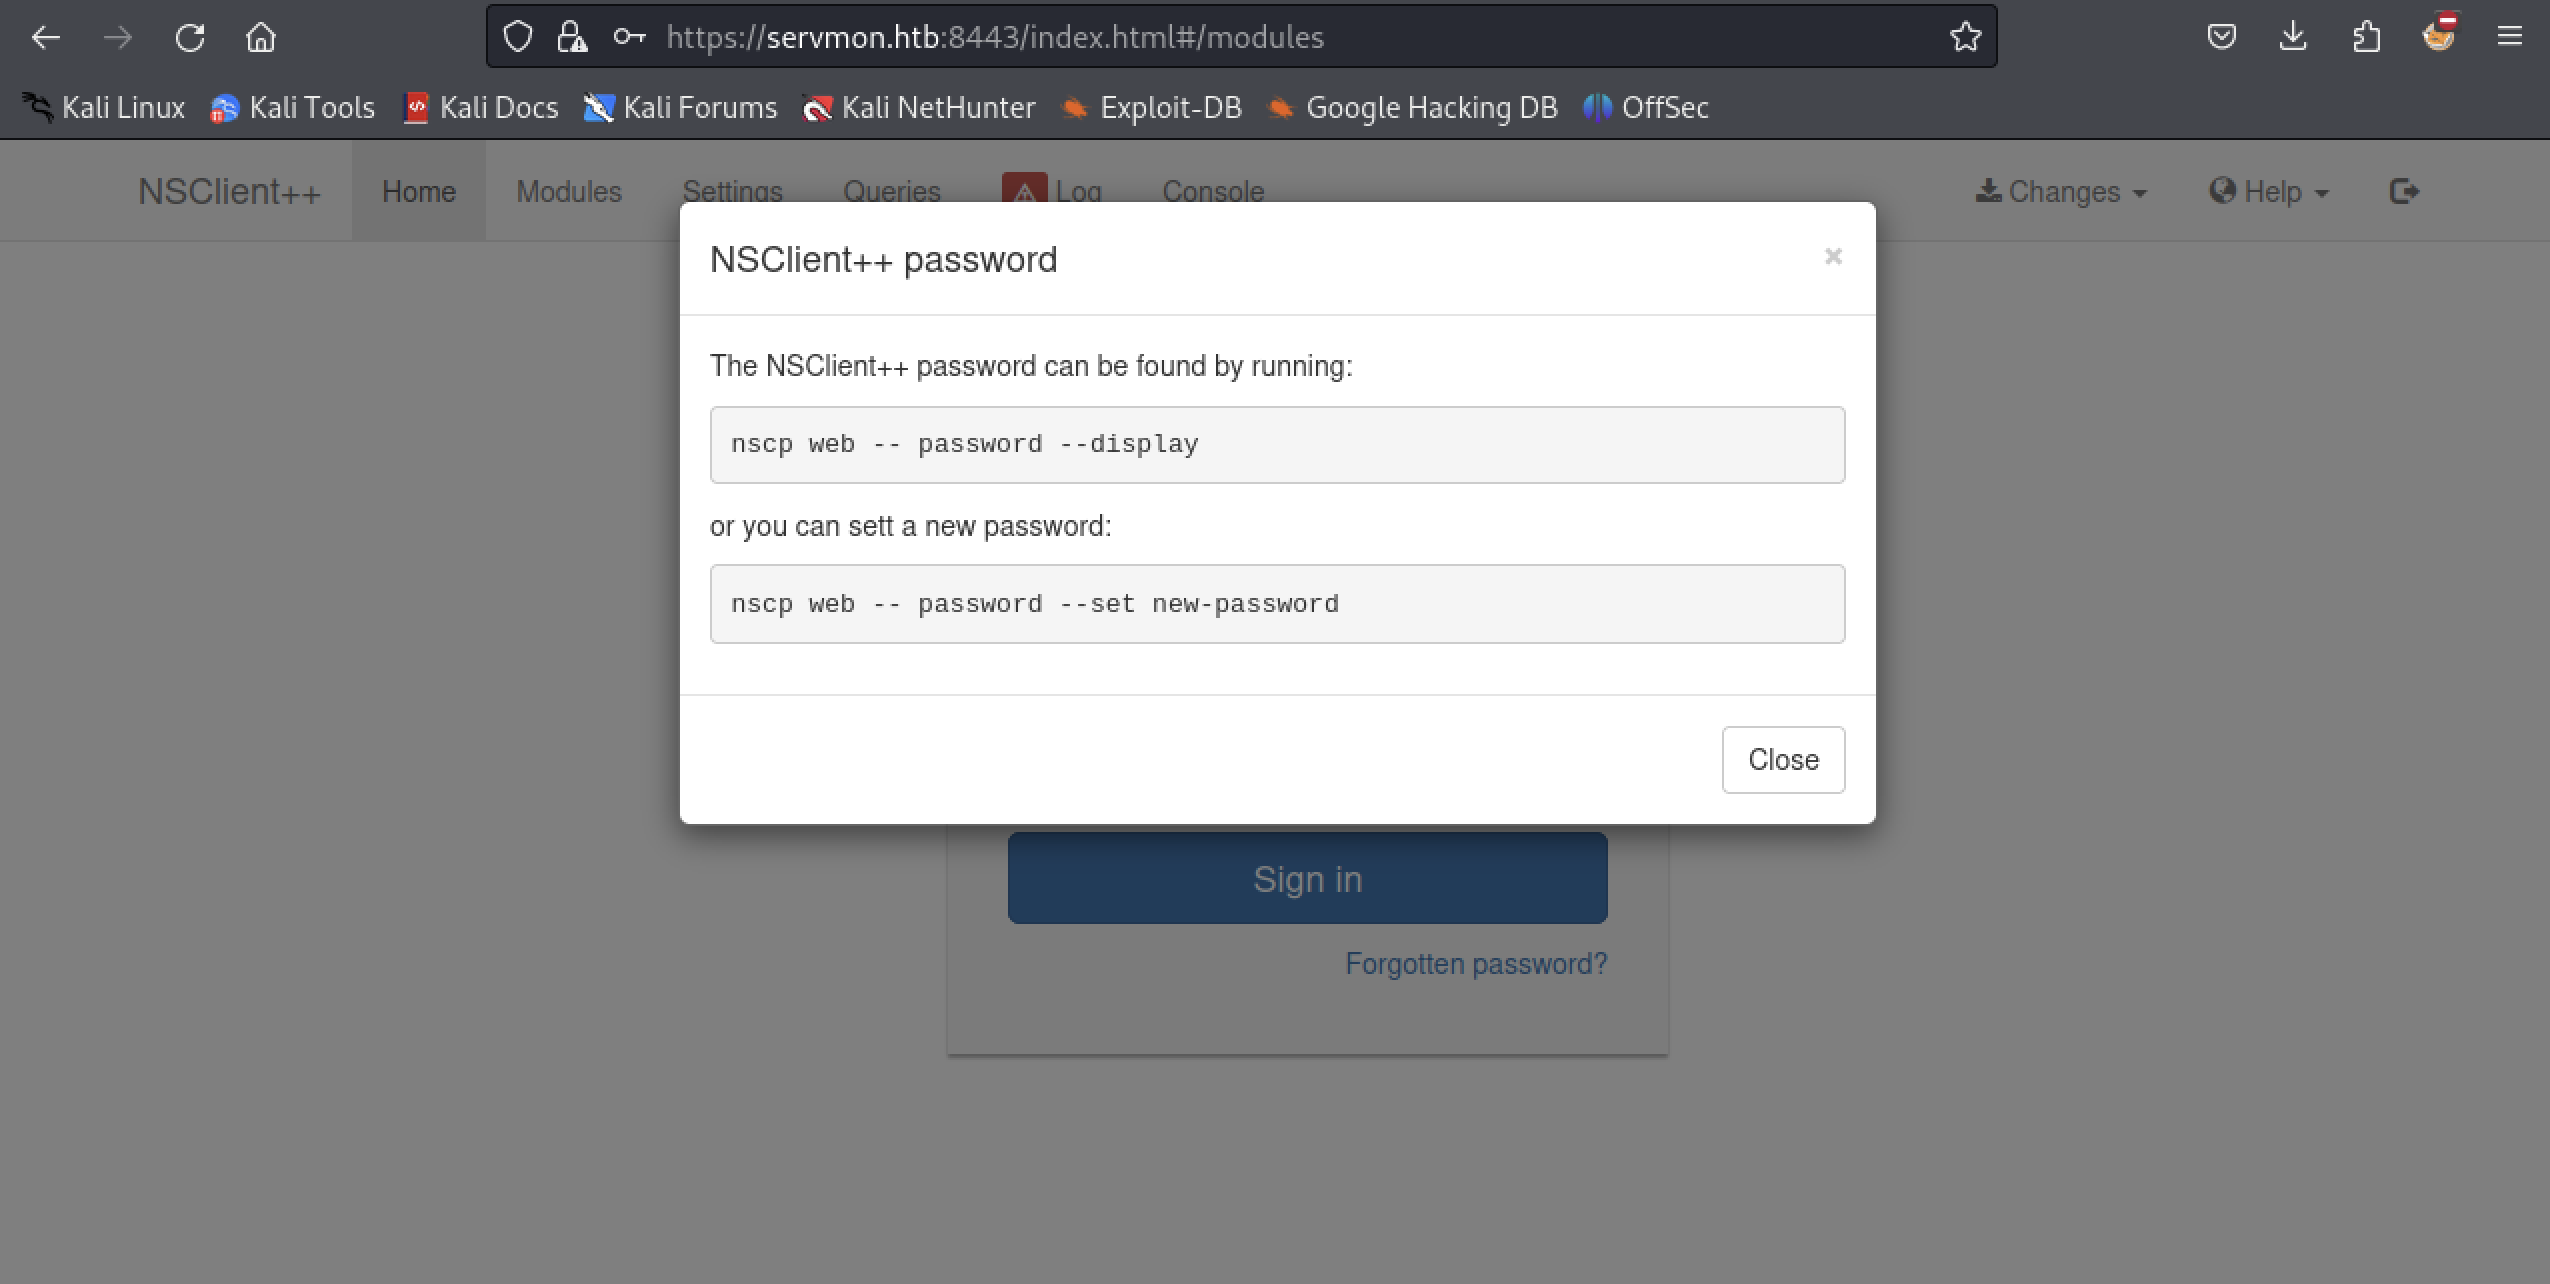 https://servmon.htb:8443/index.html#/modules
Kali Linux Kali Tools Kali Docs Kali Forums Kali NetHunter Exploit-DB Google Hacking DB OffSec
NSClient++ Home Modules Settings Queries Log Console Changes Help
NSClient++ password ×
The NSClient++ password can be found by running:
nscp web -- password --display
or you can sett a new password:
nscp web -- password --set new-password
Close
Sign in
Forgotten password?